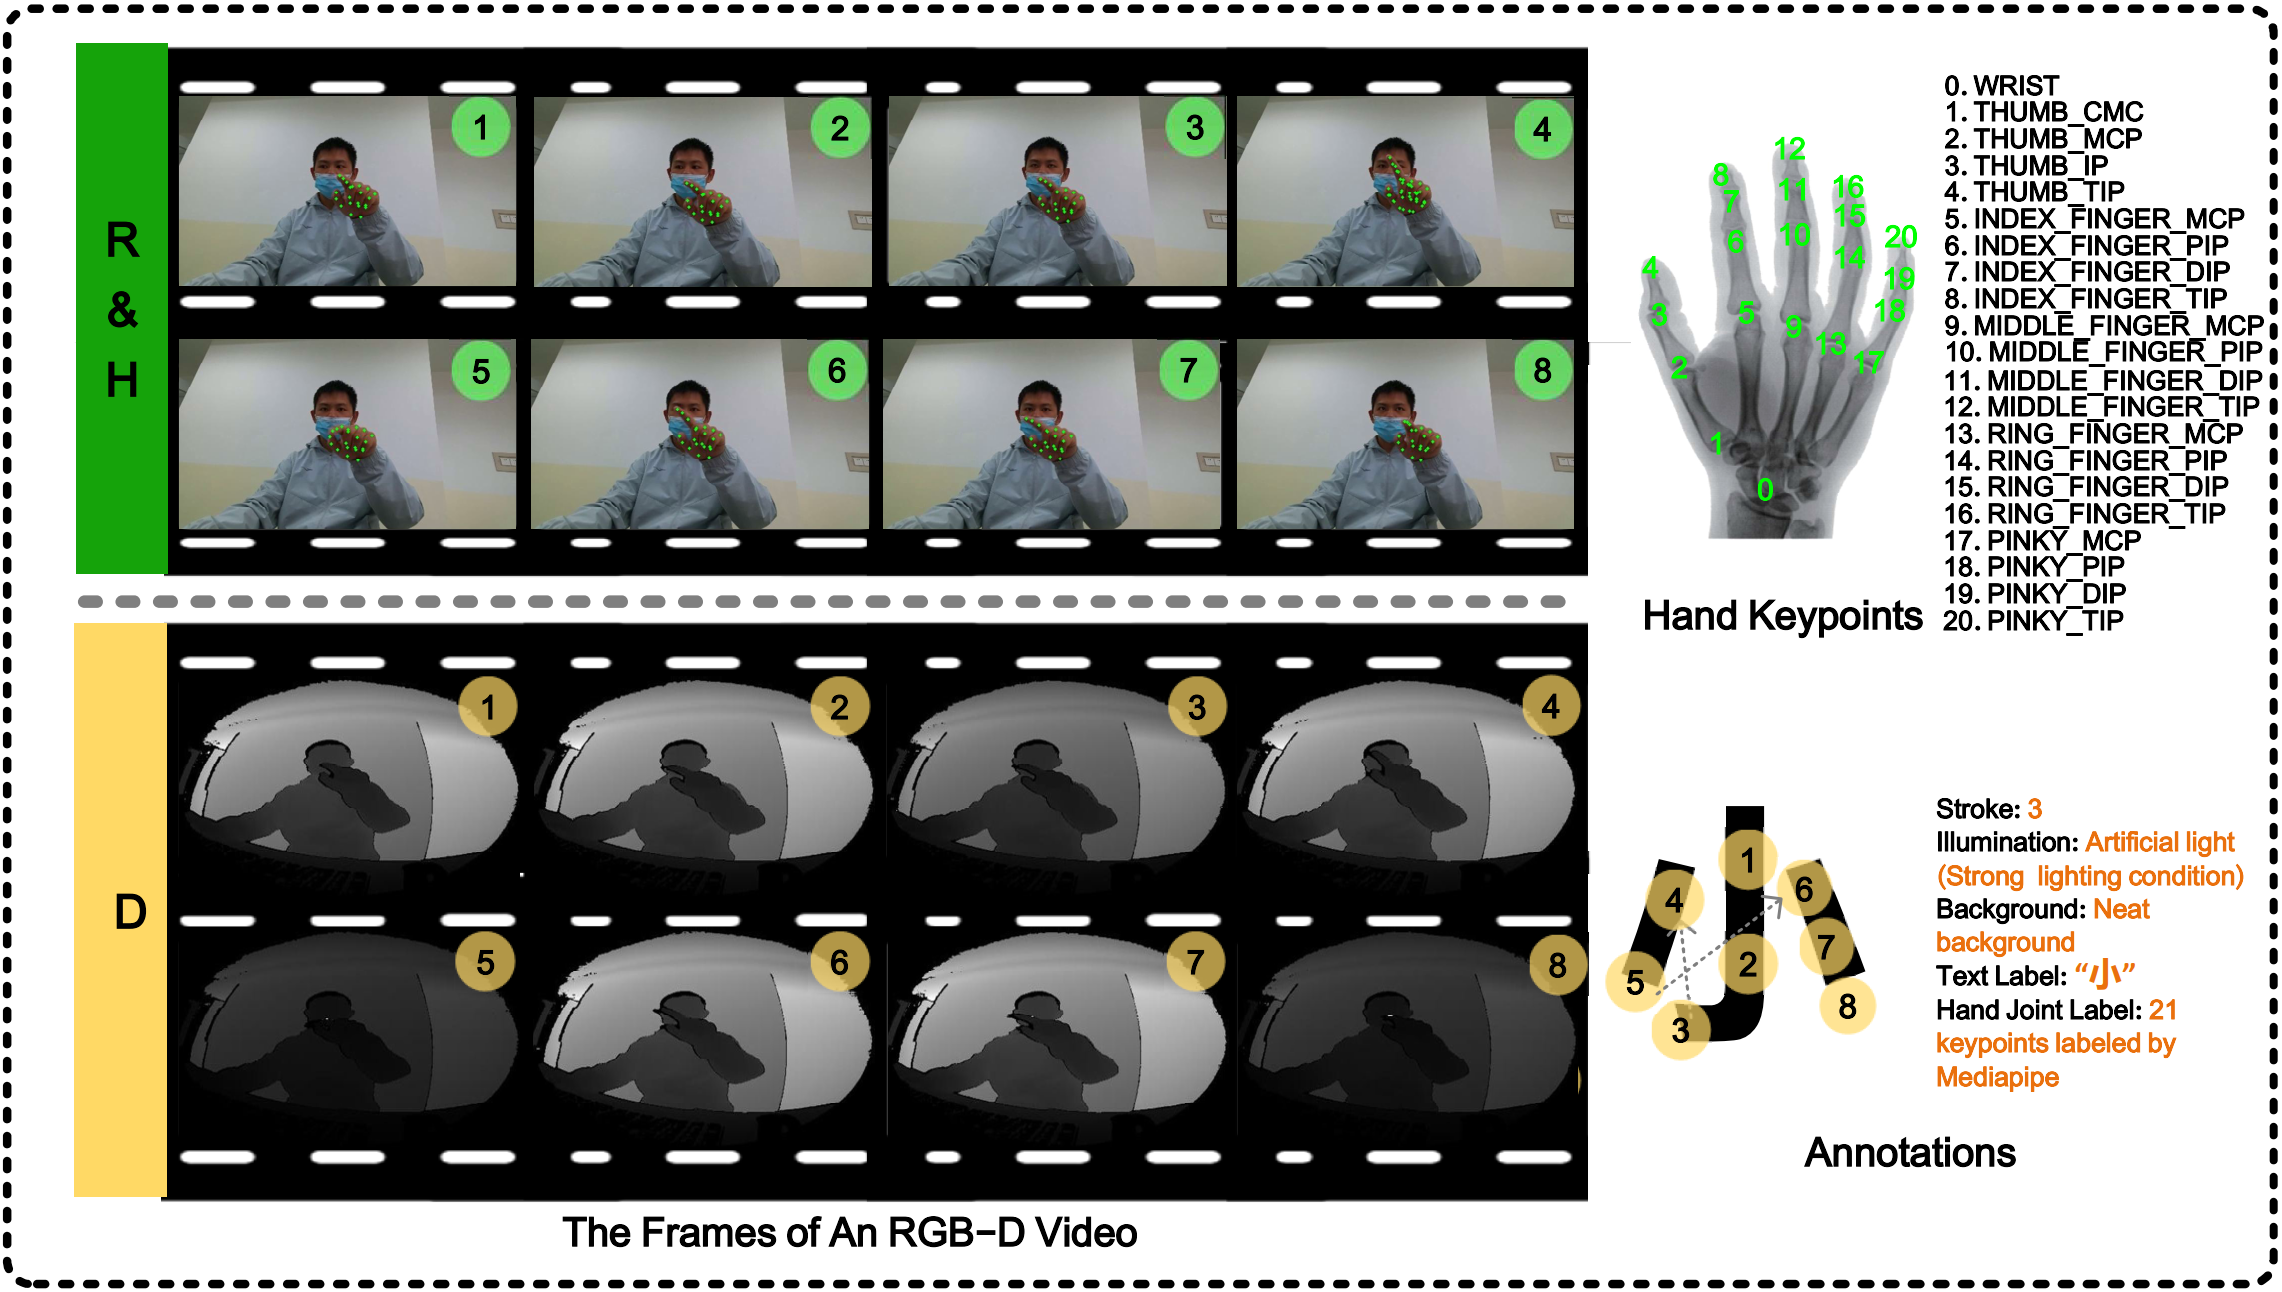 R
&
H
1
2
3
4
5
6
7
8
D
1
2
3
4
5
6
7
8
The Frames of An RGB-D Video
12
8
16
7
11
15
20
6
10
14
4
19
3
5
9
18
13
2
17
1
0
Hand Keypoints
0. WRIST
1. THUMB_CMC
2. THUMB_MCP
3. THUMB_IP
4. THUMB_TIP
5. INDEX_FINGER_MCP
6. INDEX_FINGER_PIP
7. INDEX_FINGER_DIP
8. INDEX_FINGER_TIP
9. MIDDLE_FINGER_MCP
10. MIDDLE_FINGER_PIP
11. MIDDLE_FINGER_DIP
12. MIDDLE_FINGER_TIP
13. RING_FINGER_MCP
14. RING_FINGER_PIP
15. RING_FINGER_DIP
16. RING_FINGER_TIP
17. PINKY_MCP
18. PINKY_PIP
19. PINKY_DIP
20. PINKY_TIP
1
4
6
7
2
5
8
3
Stroke: 3
Illumination: Artificial light
(Strong lighting condition)
Background: Neat
background
Text Label: “小”
Hand Joint Label: 21
keypoints labeled by
Mediapipe
Annotations